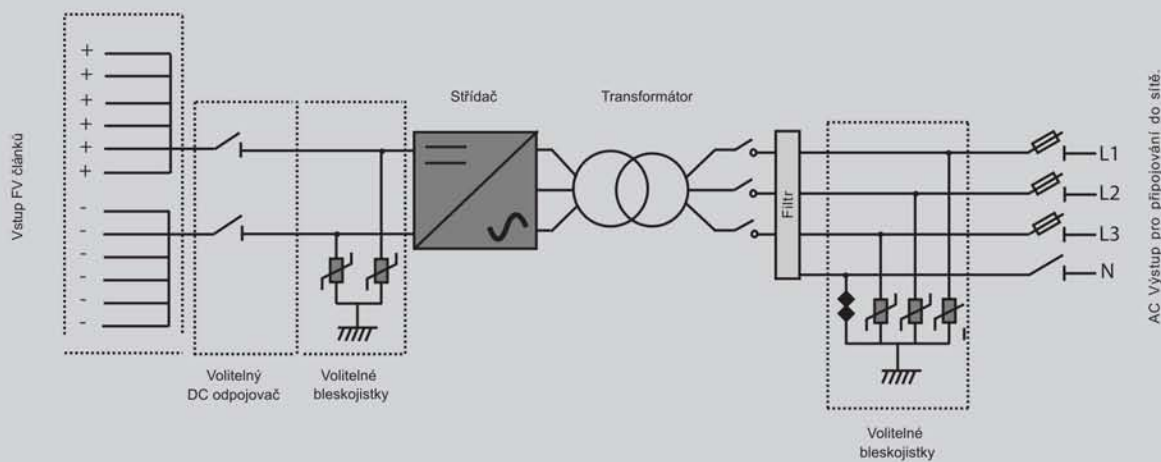 Vstup FV článků
+
+
+
+
+
+
-
-
-
-
-
-
Volitelný
DC odpojovač
Volitelné
bleskojistky
Střídač
Transformátor
Filtr
Volitelné
bleskojistky
L1
L2
L3
N
AC Výstup pro připojování do sítě.